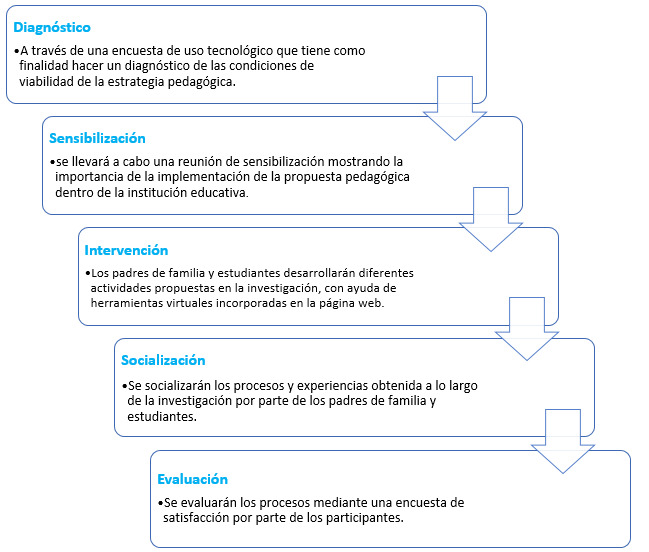 Diagnóstico
•A través de una encuesta de uso tecnológico que tiene como
finalidad hacer un diagnóstico de las condiciones de
viabilidad de la estrategia pedagógica.
Sensibilización
•se llevará a cabo una reunión de sensibilización mostrando la
importancia de la implementación de la propuesta pedagógica
dentro de la institución educativa.
Intervención
•Los padres de familia y estudiantes desarrollarán diferentes
actividades propuestas en la investigación, con ayuda de
herramientas virtuales incorporadas en la página web.
Socialización
•Se socializarán los procesos y experiencias obtenida a lo largo
de la investigación por parte de los padres de familia y
estudiantes.
Evaluación
•Se evaluarán los procesos mediante una encuesta de
satisfacción por parte de los participantes.